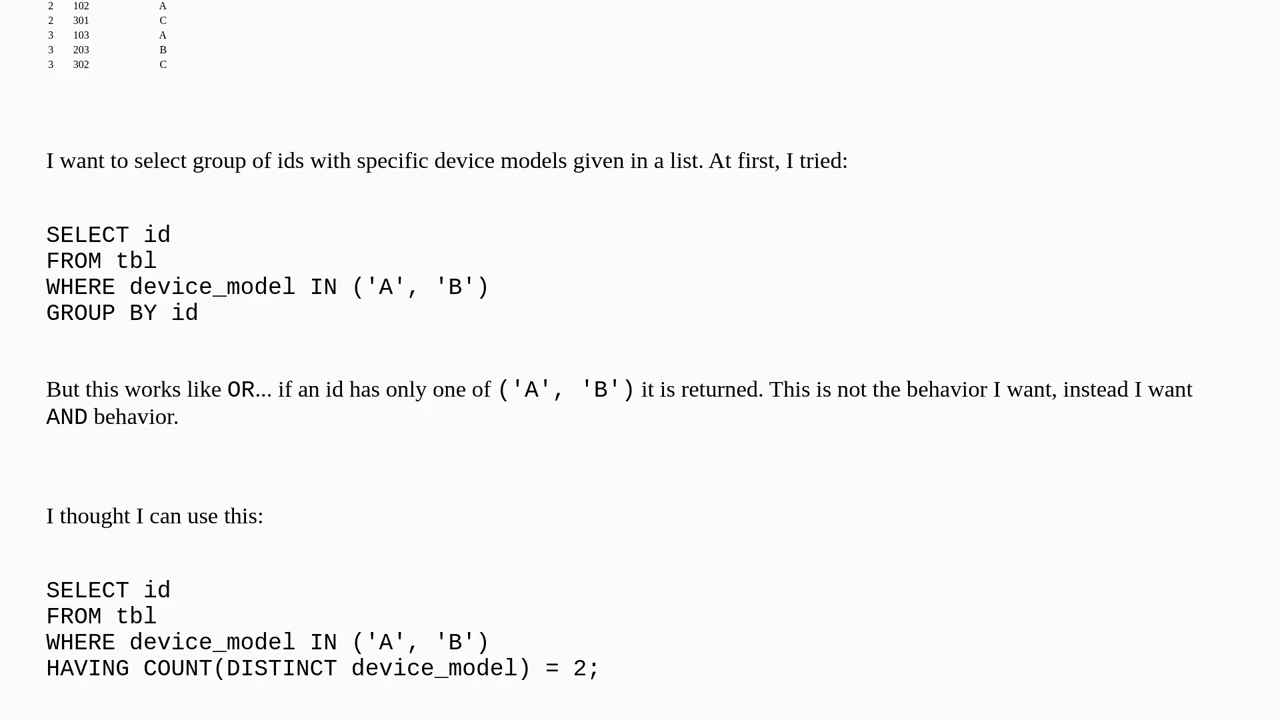 2 102 A
2 301 C
3 103 A
3 203 B
3 302 C
I want to select group of ids with specific device models given in a list. At first, I tried:
SELECT id
FROM tbl
WHERE device_model IN ('A', 'B')
GROUP BY id
But this works like OR... if an id has only one of ('A', 'B') it is returned. This is not the behavior I want, instead I want
AND behavior.
I thought I can use this:
SELECT id
FROM tbl
WHERE device_model IN ('A', 'B')
HAVING COUNT(DISTINCT device_model) = 2;